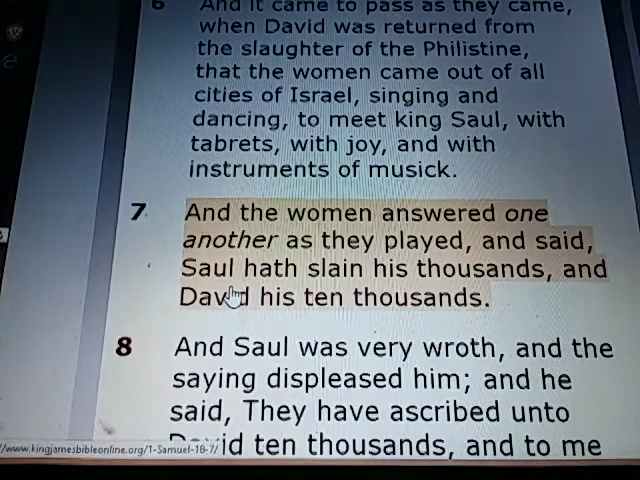 6 And it came to pass as they came,
when David was returned from
the slaughter of the Philistine,
that the women came out of all
cities of Israel, singing and
dancing, to meet king Saul, with
tabrets, with joy, and with
instruments of musick.
7 And the women answered one
another as they played, and said,
Saul hath slain his thousands, and
David his ten thousands.
8 And Saul was very wroth, and the
saying displeased him; and he
said, They have ascribed unto
David ten thousands, and to me
//www.kingjamesbibleonline.org/1-Samuel-18-7/